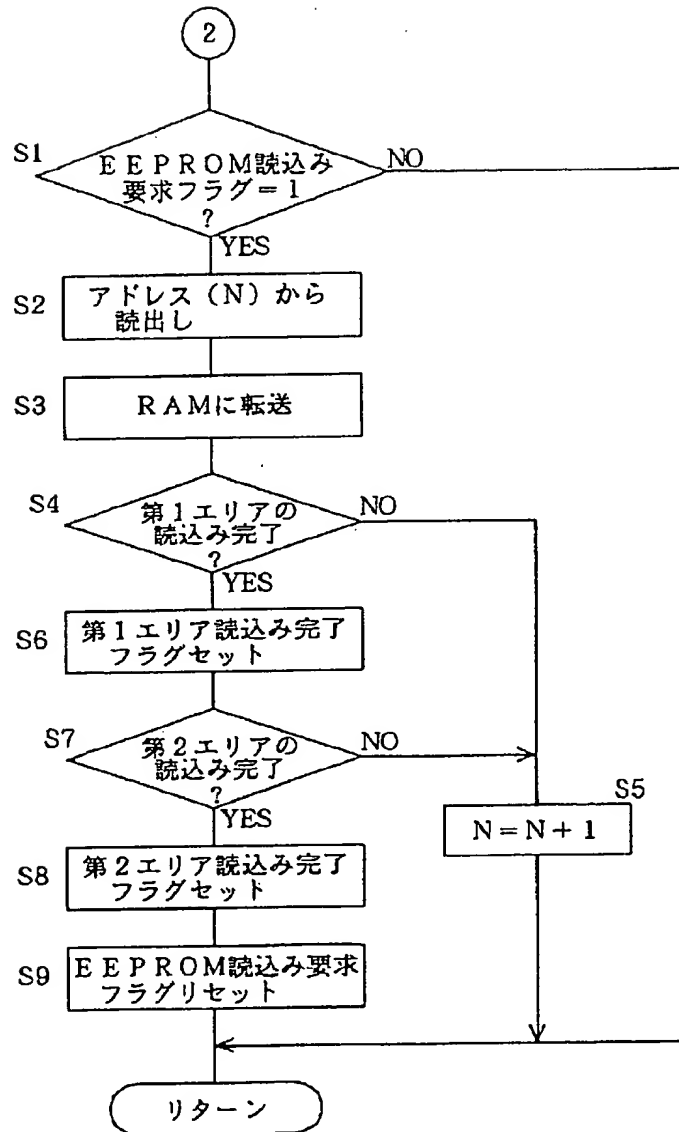 2
S1
EEPROM読込み
要求フラグ=1
?
NO
YES
S2
アドレス(N)から
読出し
S3
RAMに転送
S4
第1エリアの
読込み完了
?
NO
YES
S6
第1エリア読込み完了
フラグセット
S7
第2エリアの
読込み完了
?
NO
YES
S5
N=N+1
S8
第2エリア読込み完了
フラグセット
S9
EEPROM読込み要求
フラグリセット
リターン